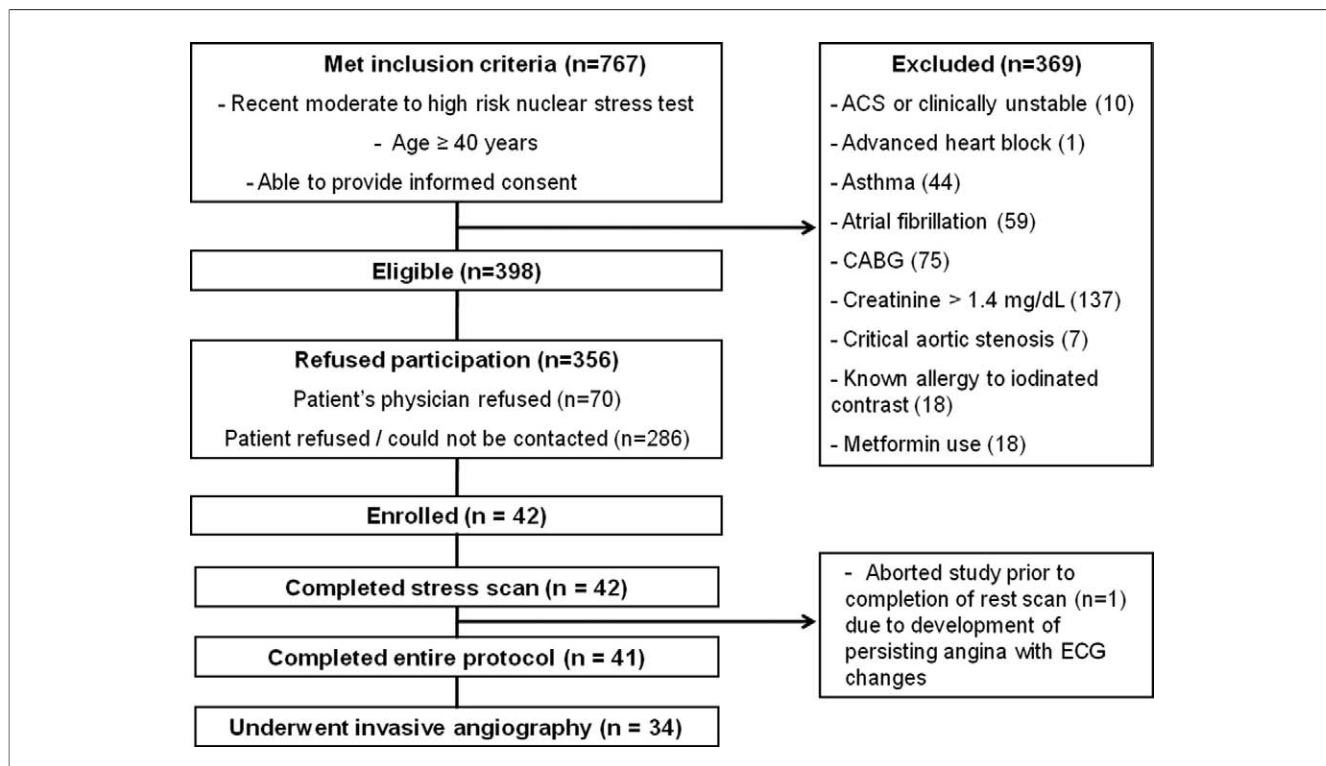 Met inclusion criteria (n=767)
- Recent moderate to high risk nuclear stress test
- Age ≥ 40 years
- Able to provide informed consent
Excluded (n=369)
- ACS or clinically unstable (10)
- Advanced heart block (1)
- Asthma (44)
- Atrial fibrillation (59)
- CABG (75)
- Creatinine > 1.4 mg/dL (137)
- Critical aortic stenosis (7)
- Known allergy to iodinated
contrast (18)
- Metformin use (18)
Eligible (n=398)
Refused participation (n=356)
Patient's physician refused (n=70)
Patient refused / could not be contacted (n=286)
Enrolled (n = 42)
Completed stress scan (n = 42)
- Aborted study prior to
completion of rest scan (n=1)
due to development of
persisting angina with ECG
changes
Completed entire protocol (n = 41)
Underwent invasive angiography (n = 34)